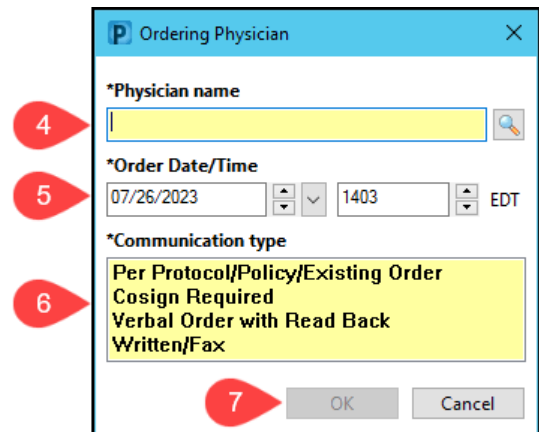 P Ordering Physician
*Physician name
4
*Order Date/Time
5 07/26/2023 1403 EDT
*Communication type
Per Protocol/Policy/Existing Order
Cosign Required
6
Verbal Order with Read Back
Written/Fax
7 OK Cancel